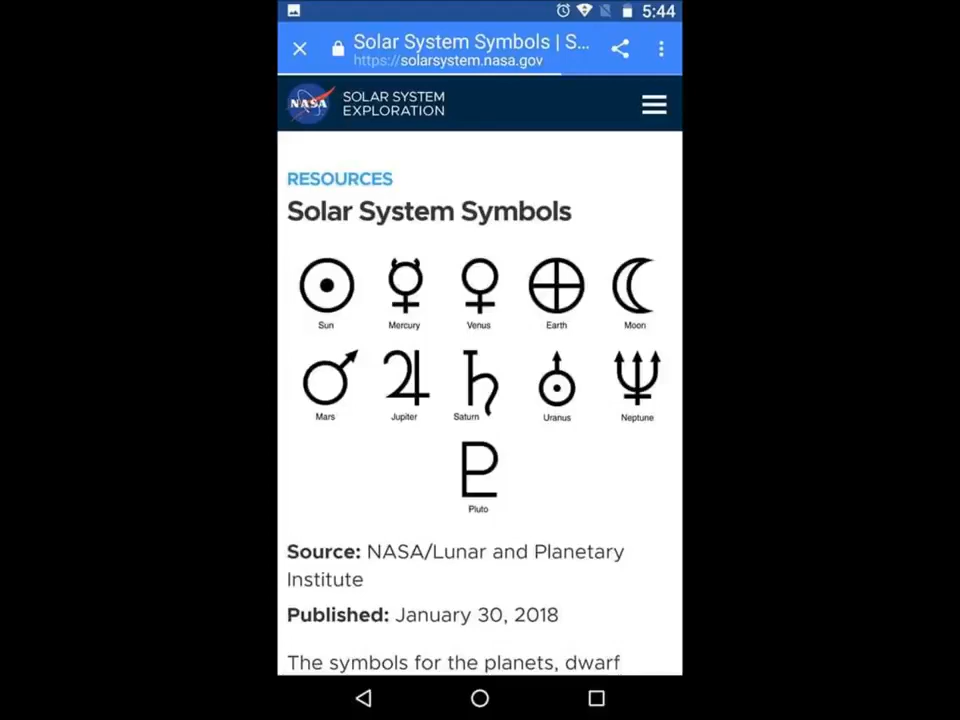 5:44
Solar System Symbols | S...
https://solarsystem.nasa.gov
NASA
SOLAR SYSTEM
EXPLORATION
RESOURCES
Solar System Symbols
Sun Mercury Venus Earth Moon
Mars Jupiter Saturn Uranus Neptune
Pluto
Source: NASA/Lunar and Planetary
Institute
Published: January 30, 2018
The symbols for the planets, dwarf